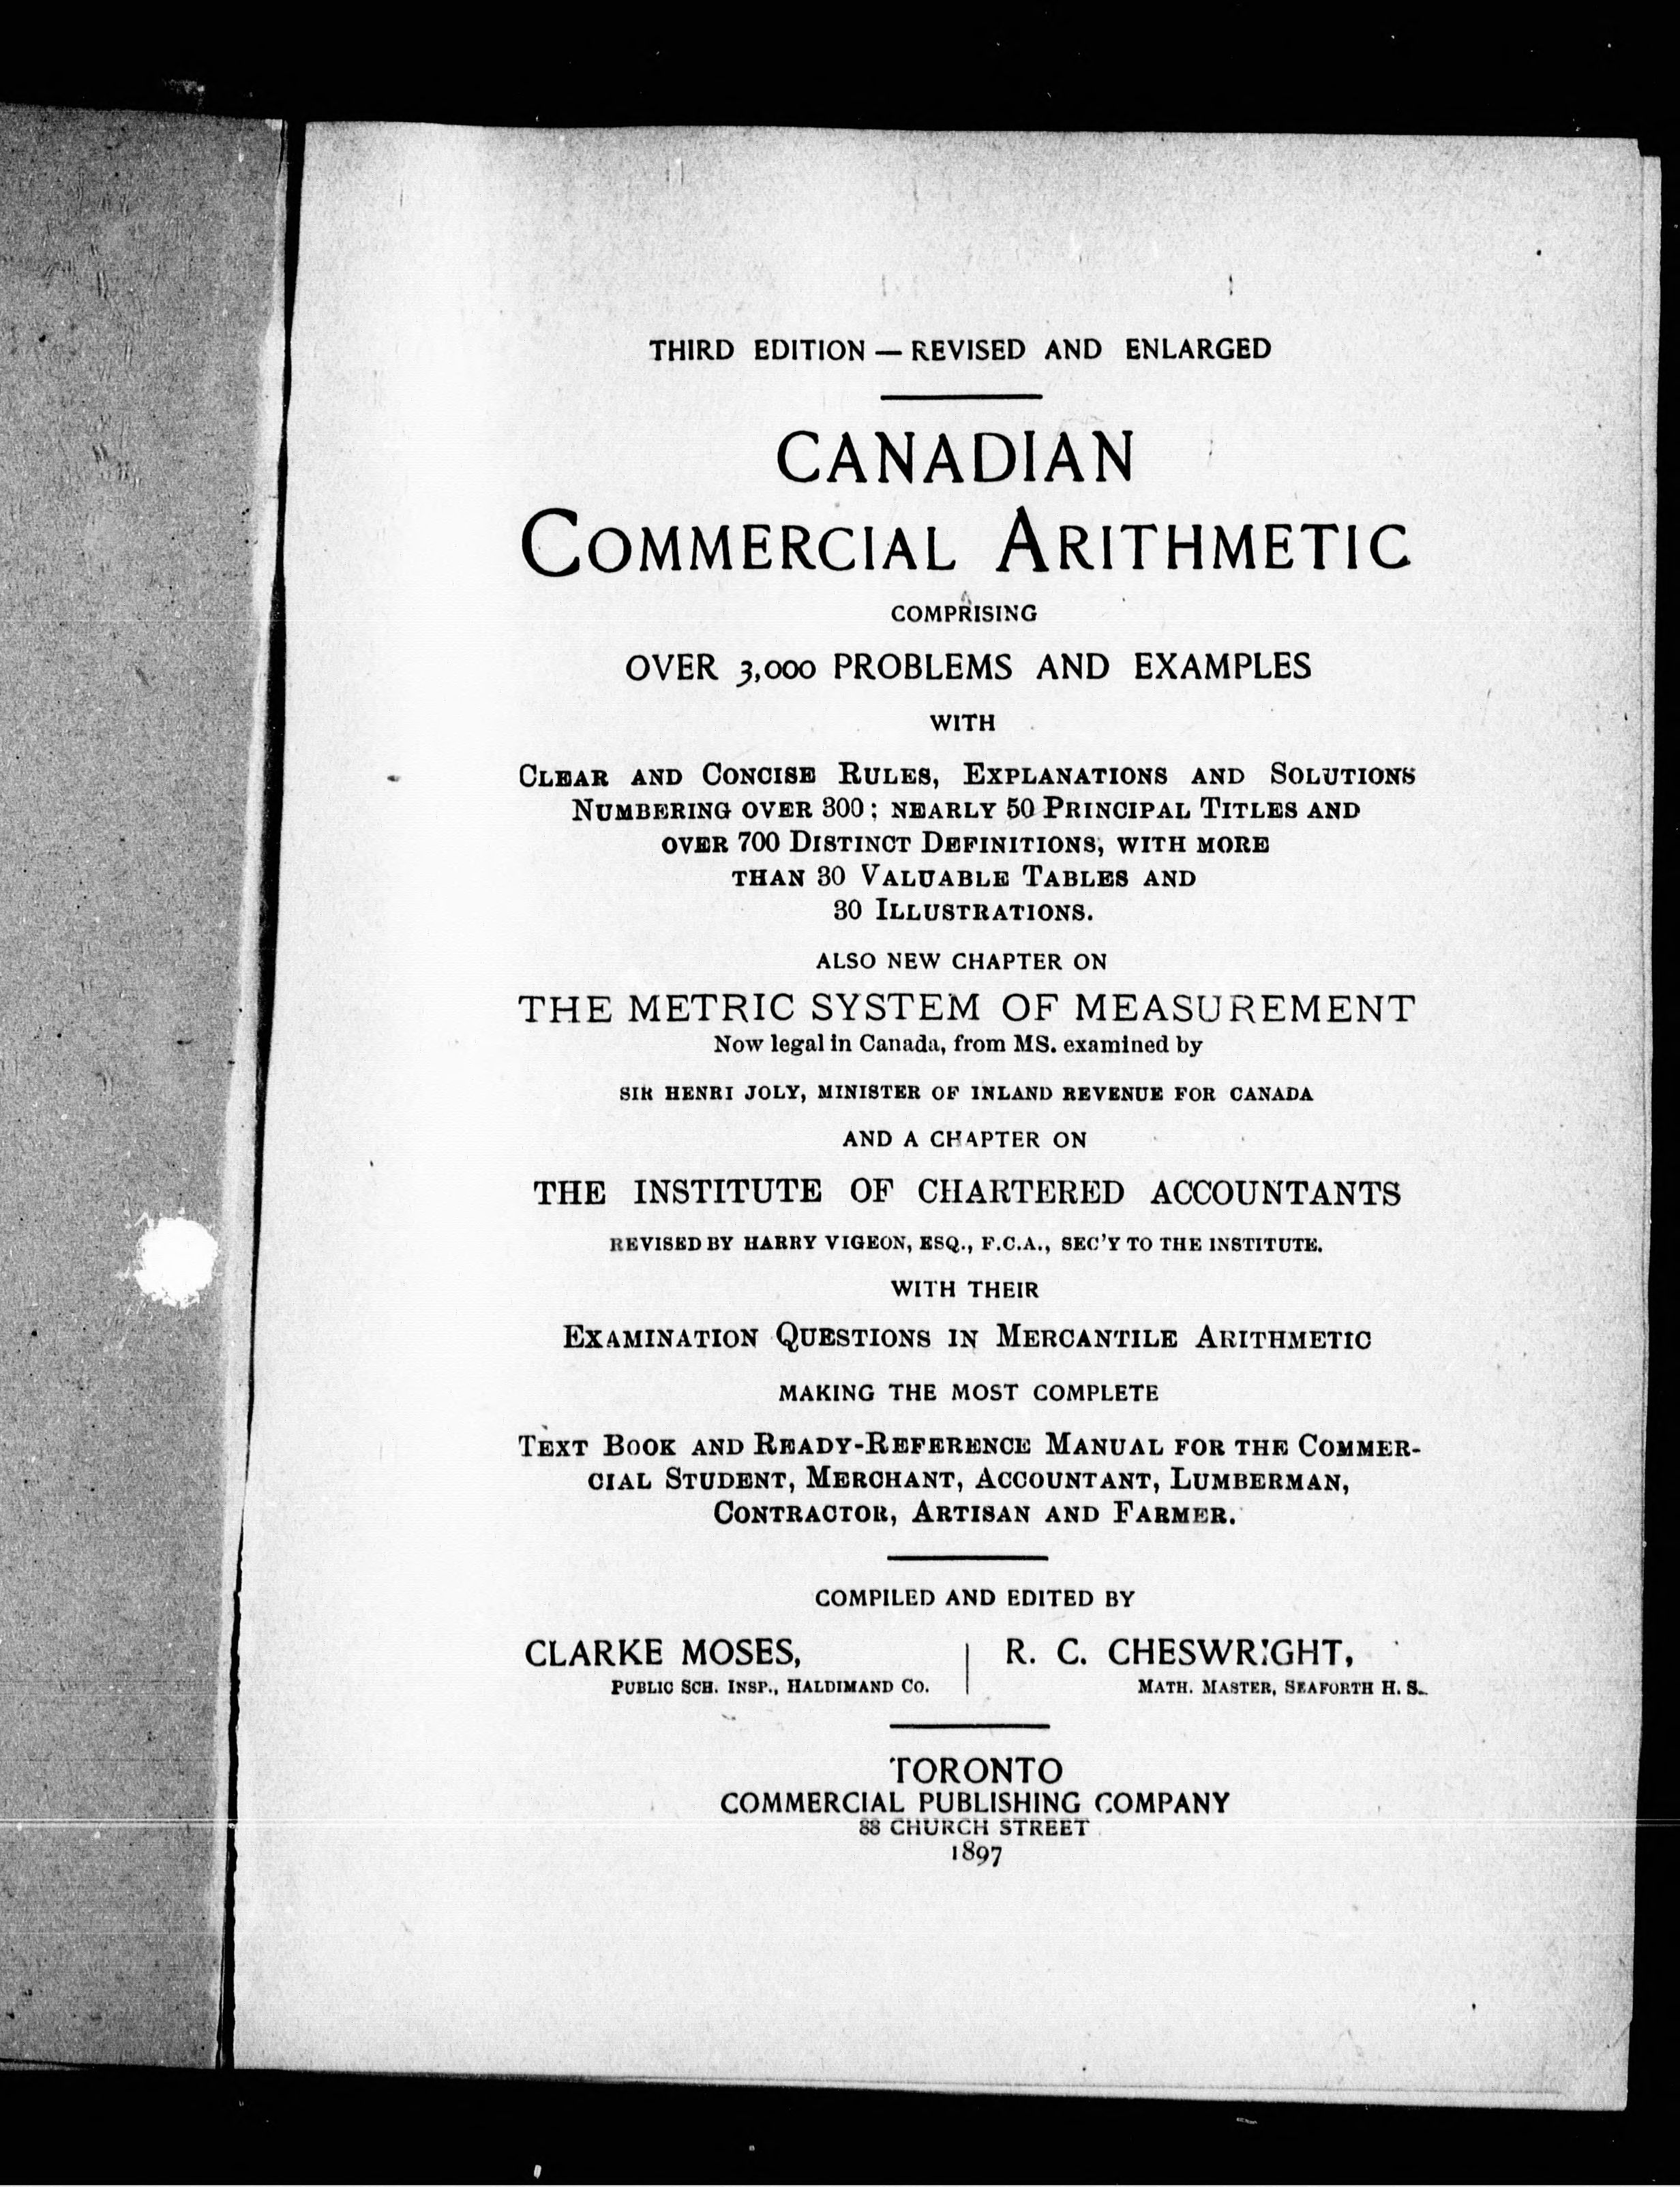 THIRD EDITION — REVISED AND ENLARGED
CANADIAN
COMMERCIAL ARITHMETIC
COMPRISING
OVER 3,000 PROBLEMS AND EXAMPLES
WITH
CLEAR AND CONCISE RULES, EXPLANATIONS AND SOLUTIONS
NUMBERING OVER 300; NEARLY 50 PRINCIPAL TITLES AND
OVER 700 DISTINCT DEFINITIONS, WITH MORE
THAN 30 VALUABLE TABLES AND
30 ILLUSTRATIONS.
ALSO NEW CHAPTER ON
THE METRIC SYSTEM OF MEASUREMENT
Now legal in Canada, from MS. examined by
SIR HENRI JOLY, MINISTER OF INLAND REVENUE FOR CANADA
AND A CHAPTER ON
THE INSTITUTE OF CHARTERED ACCOUNTANTS
REVISED BY HARRY VIGEON, ESQ., F.C.A., SEC'Y TO THE INSTITUTE.
WITH THEIR
EXAMINATION QUESTIONS IN MERCANTILE ARITHMETIC
MAKING THE MOST COMPLETE
TEXT BOOK AND READY-REFERENCE MANUAL FOR THE COMMER-
CIAL STUDENT, MERCHANT, ACCOUNTANT, LUMBERMAN,
CONTRACTOR, ARTISAN AND FARMER.
COMPILED AND EDITED BY
CLARKE MOSES,
PUBLIC SCH. INSP., HALDIMAND CO.
R. C. CHESWRIGHT,
MATH. MASTER, SEAFORTH H. S.
TORONTO
COMMERCIAL PUBLISHING COMPANY
88 CHURCH STREET
1897